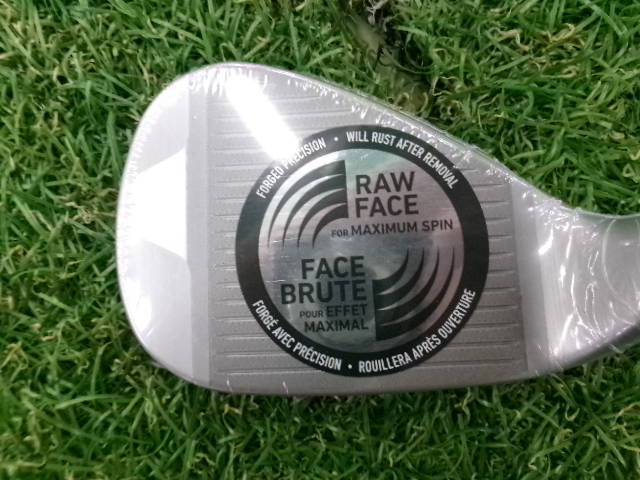 FORGED PRECISION • WILL RUST AFTER REMOVAL
RAW
FACE
FOR MAXIMUM SPIN
FACE
BRUTE
POUR EFFET
MAXIMAL
FORGÉ AVEC PRÉCISION • ROUILLERA APRÈS OUVERTURE